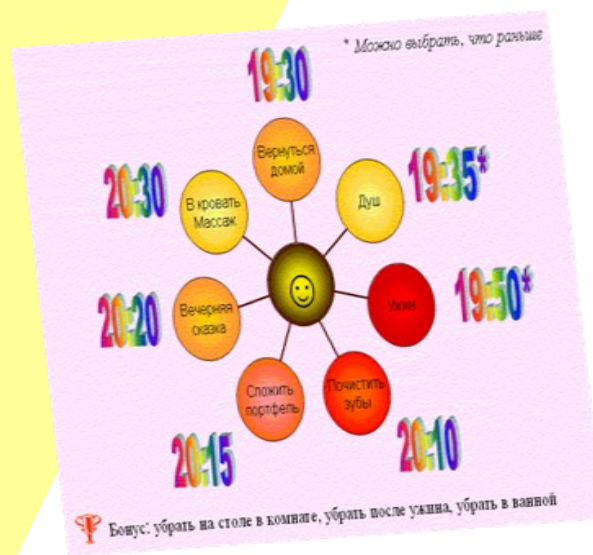 * Можно выбрать, что раньше
19:30
Вернуться
домой
19:35*
Душ
19:50*
Ужин
20:10
Почистить
зубы
20:15
Сложить
портфель
20:20
Вечерняя
сказка
20:30
В кровать
Массаж
Бонус: убрать на столе в комнате, убрать после ужина, убрать в ванной